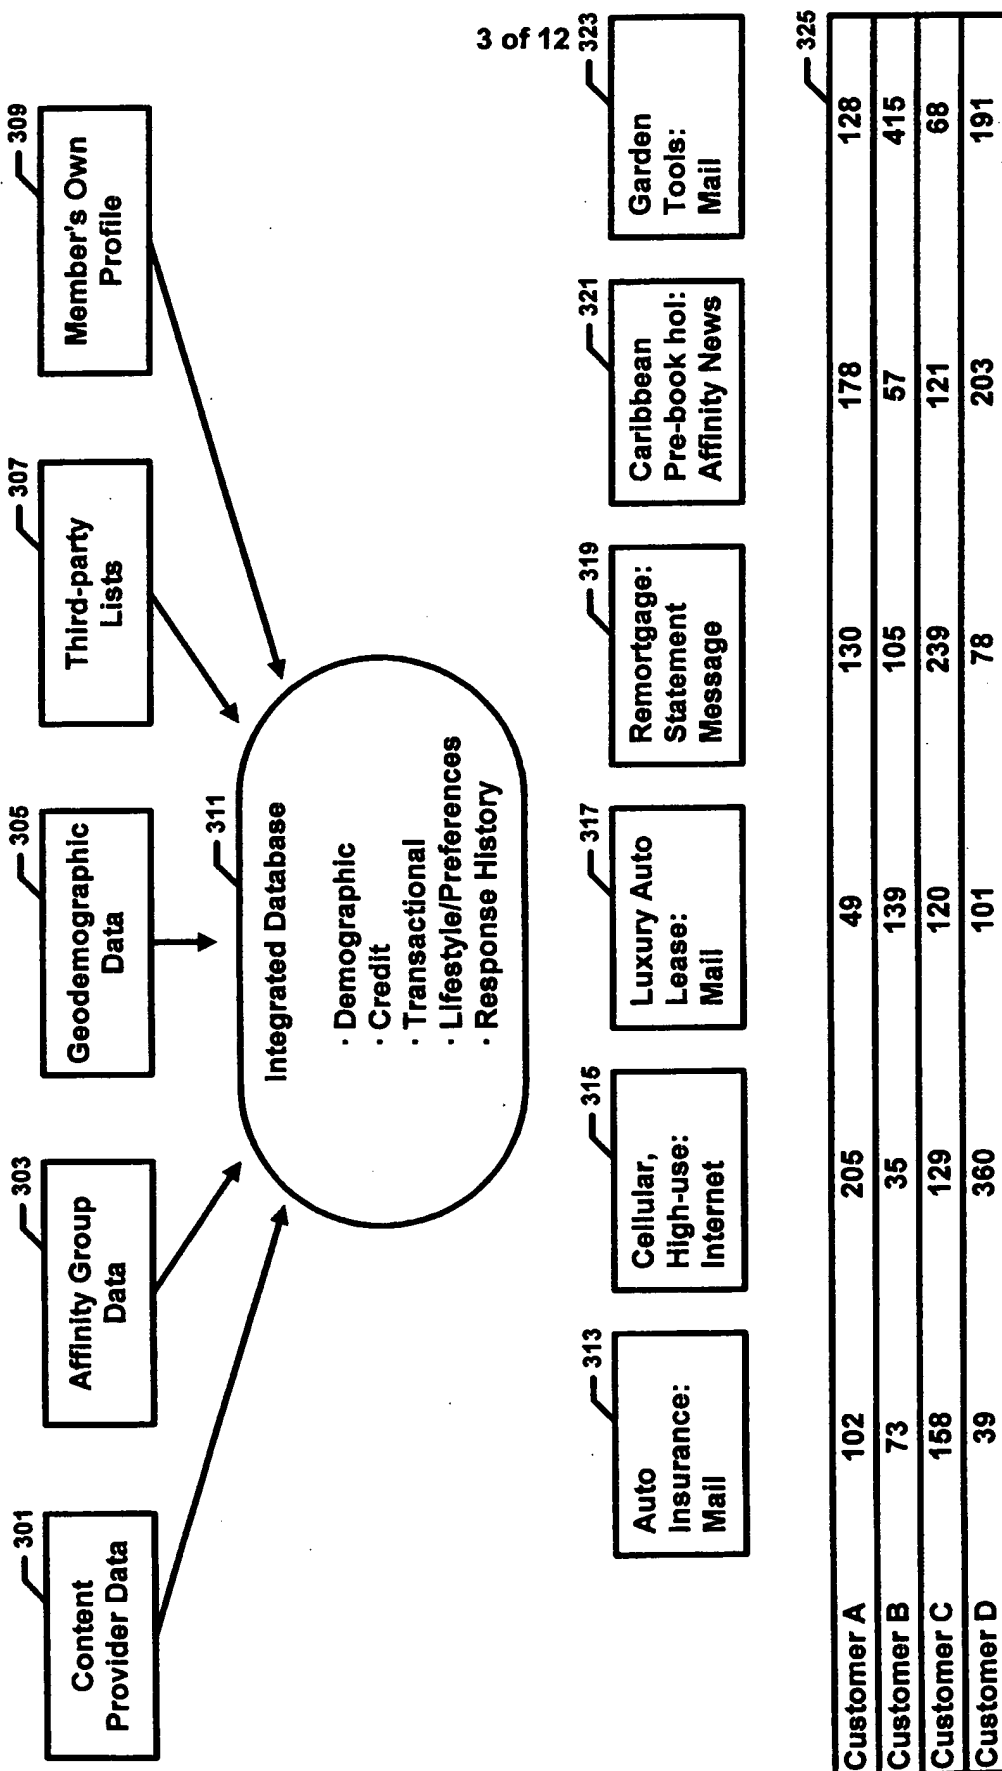 3 of 12
301
Content
Provider Data
303
Affinity Group
Data
305
Geodemographic
Data
307
Third-party
Lists
309
Member's Own
Profile
311
Integrated Database
· Demographic
· Credit
· Transactional
· Lifestyle/Preferences
· Response History
313
Auto
Insurance:
Mail
315
Cellular,
High-use:
Internet
317
Luxury Auto
Lease:
Mail
319
Remortgage:
Statement
Message
321
Caribbean
Pre-book hol:
Affinity News
323
Garden
Tools:
Mail
325
Customer A 102 205 49 130 178 128
Customer B 73 35 139 105 57 415
Customer C 158 129 120 239 121 68
Customer D 39 360 101 78 203 191